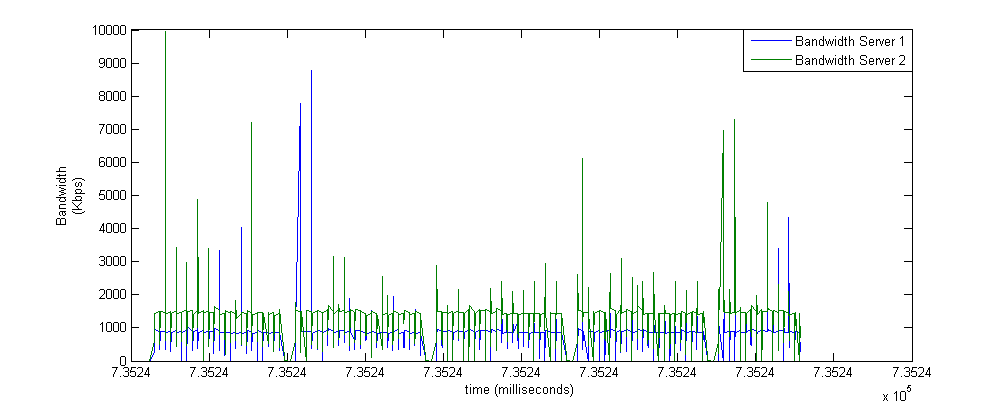 10000
9000
8000
7000
6000
5000
4000
3000
2000
1000
0
Bandwidth
(Kbps)
Bandwidth Server 1
Bandwidth Server 2
7.3524 7.3524 7.3524 7.3524 7.3524 7.3524 7.3524 7.3524 7.3524 7.3524 7.3524
time (milliseconds)
x 10⁵